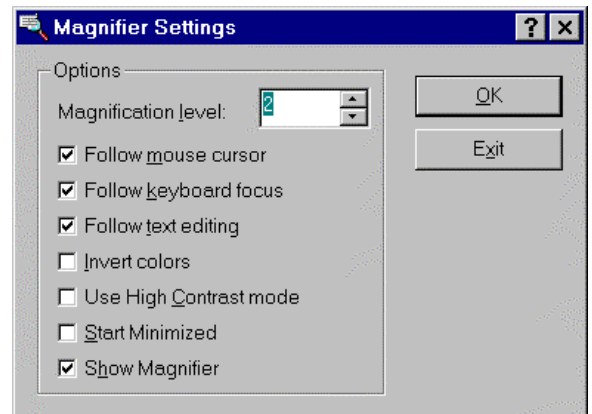 Magnifier Settings
Options
Magnification level: 2
OK
Exit
Follow mouse cursor
Follow keyboard focus
Follow text editing
Invert colors
Use High Contrast mode
Start Minimized
Show Magnifier